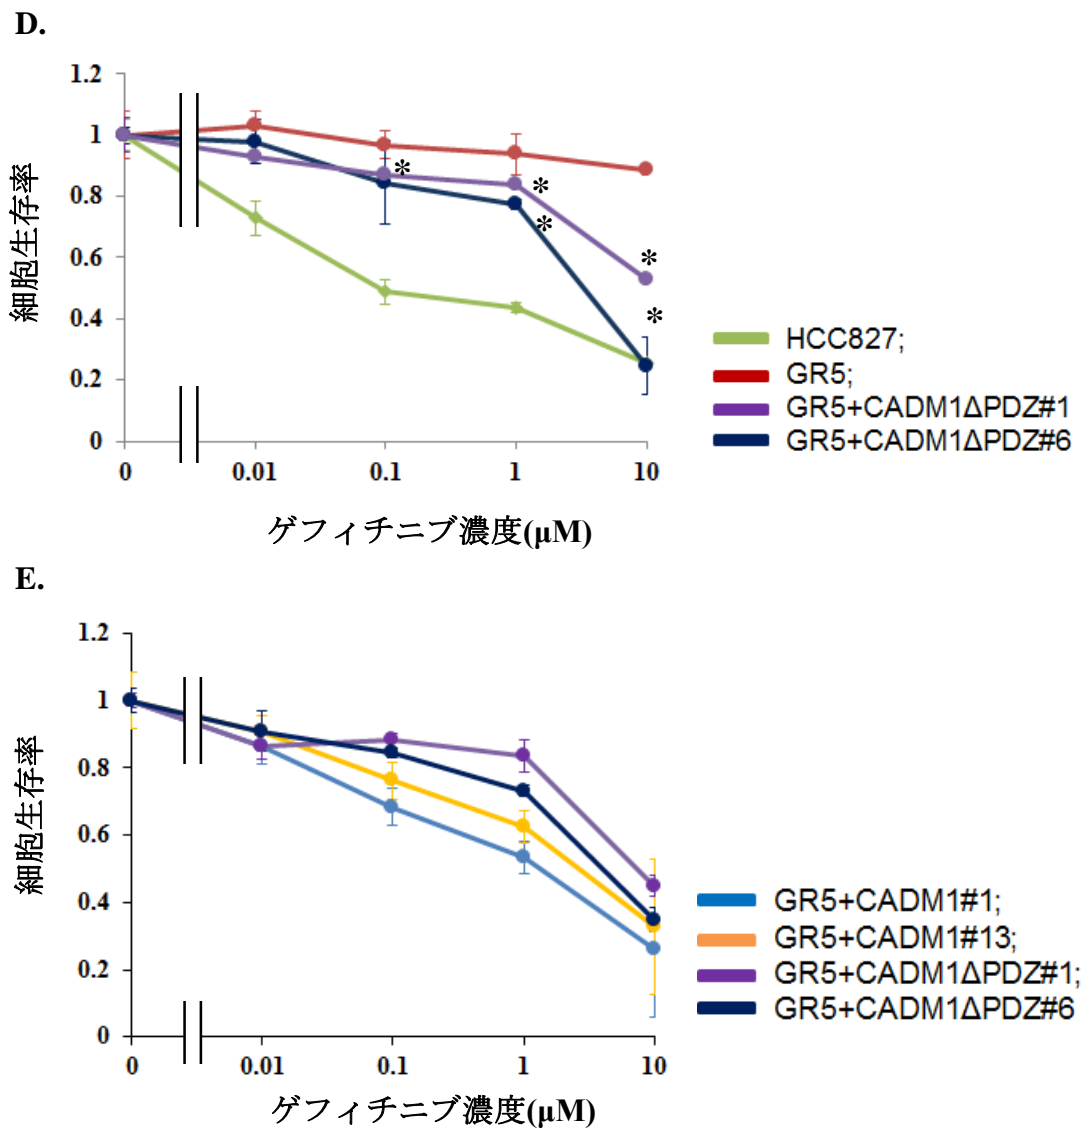 D.
1.2
1
0.8
0.6
0.4
0.2
0
細胞生存率
*
*
*
*
*
0 0.01 0.1 1 10
ゲフィチニブ濃度(μM)
HCC827;
GR5;
GR5+CADM1ΔPDZ#1
GR5+CADM1ΔPDZ#6
E.
1.2
1
0.8
0.6
0.4
0.2
0
細胞生存率
0 0.01 0.1 1 10
ゲフィチニブ濃度(μM)
GR5+CADM1#1;
GR5+CADM1#13;
GR5+CADM1ΔPDZ#1;
GR5+CADM1ΔPDZ#6